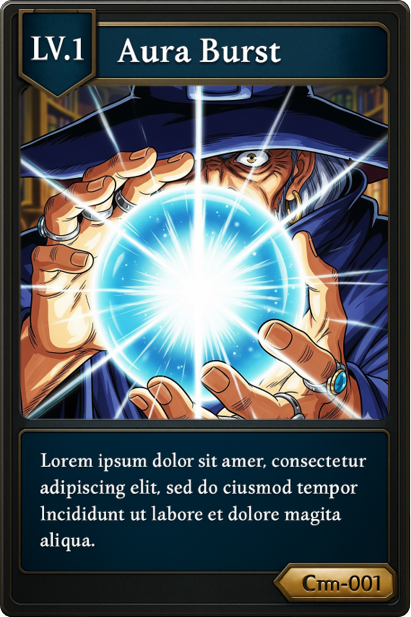 LV.1
Aura Burst
Lorem ipsum dolor sit amer, consectetur
adipiscing elit, sed do ciusmod tempor
lncididunt ut labore et dolore magita
aliqua.
Crm-001